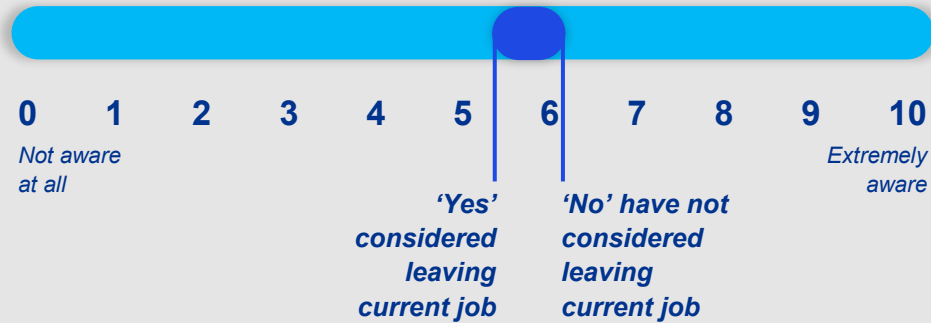 0 1 2 3 4 5 6 7 8 9 10
Not aware
at all
Extremely
aware
‘Yes’
considered
leaving
current job
‘No’ have not
considered
leaving
current job